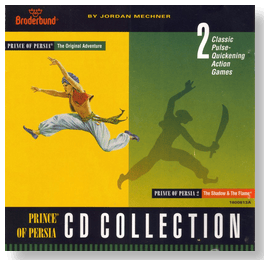 Brøderbund®
BY JORDAN MECHNER
2 Classic
Pulse-
Quickening
Action
Games
PRINCE OF PERSIA® The Original Adventure
PRINCE OF PERSIA 2 The Shadow & The Flame™
PRINCE
OF PERSIA
CD COLLECTION